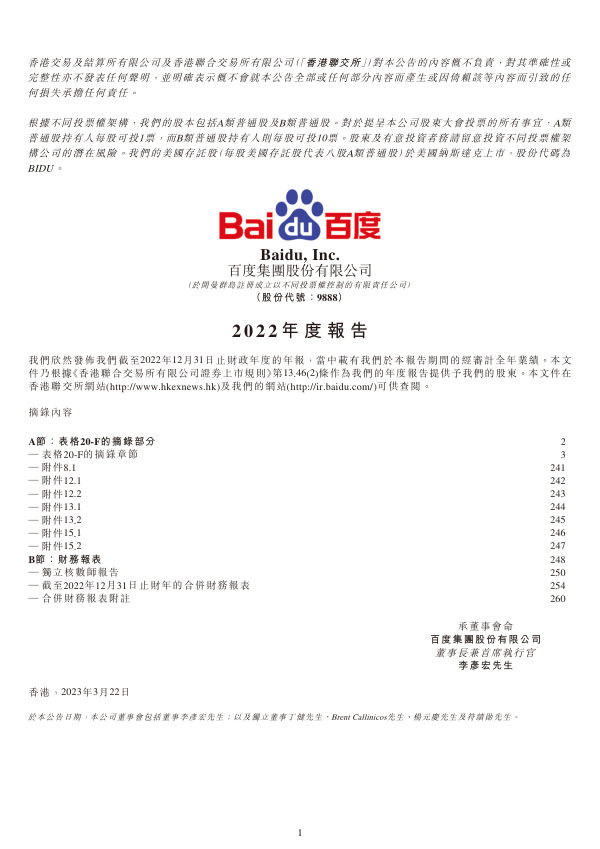 香港交易及結算所有限公司及香港聯合交易所有限公司(「香港聯交所」)對本公告的內容概不負責，對其準確性或
完整性亦不發表任何聲明，並明確表示概不會就本公告全部或任何部分內容而產生或因倚賴該等內容而引致的任
何損失承擔任何責任。
根據不同投票權架構，我們的股本包括A類普通股及B類普通股。對於提呈本公司股東大會投票的所有事宜，A類
普通股持有人每股可投1票，而B類普通股持有人則每股可投10票。股東及有意投資者務請留意投資不同投票權架
構公司的潛在風險。我們的美國存託股(每股美國存託股代表八股A類普通股)於美國納斯達克上市，股份代碼為
BIDU。
Bai du 百度
Baidu, Inc.
百度集團股份有限公司
(於開曼群島註冊成立以不同投票權控制的有限責任公司)
(股份代號：9888)
2022年度報告
我們欣然發佈我們截至2022年12月31日止財政年度的年報，當中載有我們於本報告期間的經審計全年業績。本文
件乃根據《香港聯合交易所有限公司證券上市規則》第13.46(2)條作為我們的年度報告提供予我們的股東。本文件在
香港聯交所網站(http://www.hkexnews.hk)及我們的網站(http://ir.baidu.com/)可供查閱。
摘錄內容
A節：表格20-F的摘錄部分 2
— 表格20-F的摘錄章節 3
— 附件8.1 241
— 附件12.1 242
— 附件12.2 243
— 附件13.1 244
— 附件13.2 245
— 附件15.1 246
— 附件15.2 247
B節：財務報表 248
— 獨立核數師報告 250
— 截至2022年12月31日止財年的合併財務報表 254
— 合併財務報表附註 260
承董事會命
百度集團股份有限公司
董事長兼首席執行官
李彥宏先生
香港，2023年3月22日
於本公告日期，本公司董事會包括董事李彥宏先生；以及獨立董事丁健先生、Brent Callinicos先生、楊元慶先生及符績勛先生。
1